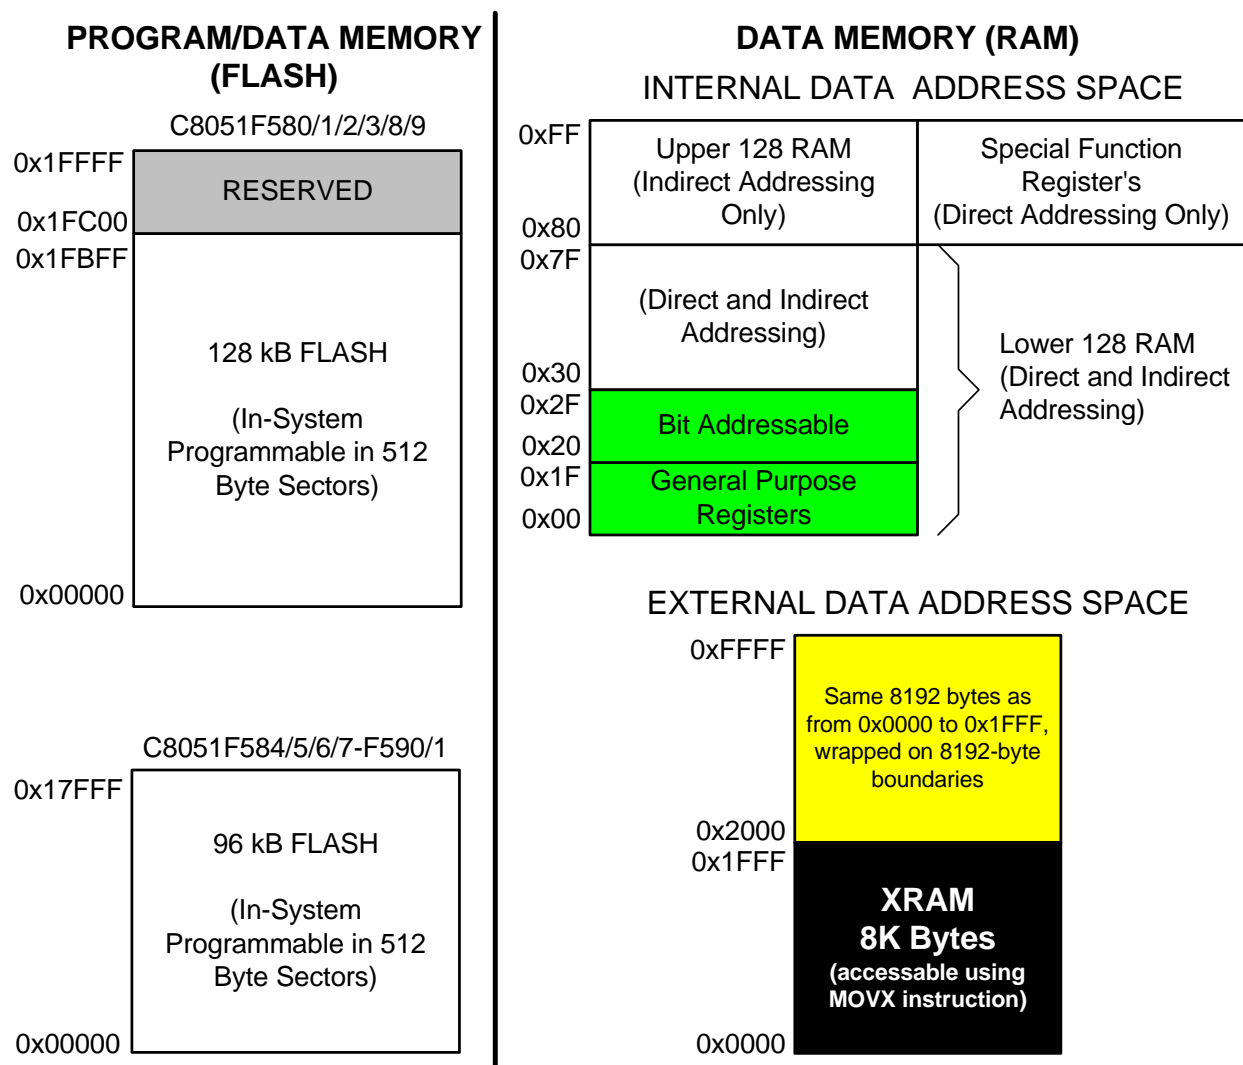 PROGRAM/DATA MEMORY
(FLASH)
C8051F580/1/2/3/8/9
0x1FFFF
RESERVED
0x1FC00
0x1FBFF
128 kB FLASH
(In-System
Programmable in 512
Byte Sectors)
0x00000
C8051F584/5/6/7-F590/1
0x17FFF
96 kB FLASH
(In-System
Programmable in 512
Byte Sectors)
0x00000
DATA MEMORY (RAM)
INTERNAL DATA ADDRESS SPACE
0xFF
Upper 128 RAM
(Indirect Addressing
Only)
0x80
Special Function
Register's
(Direct Addressing Only)
0x7F
(Direct and Indirect
Addressing)
0x30
Lower 128 RAM
(Direct and Indirect
Addressing)
0x2F
Bit Addressable
0x20
0x1F
General Purpose
Registers
0x00
EXTERNAL DATA ADDRESS SPACE
0xFFFF
Same 8192 bytes as
from 0x0000 to 0x1FFF,
wrapped on 8192-byte
boundaries
0x2000
0x1FFF
XRAM
8K Bytes
(accessable using
MOVX instruction)
0x0000